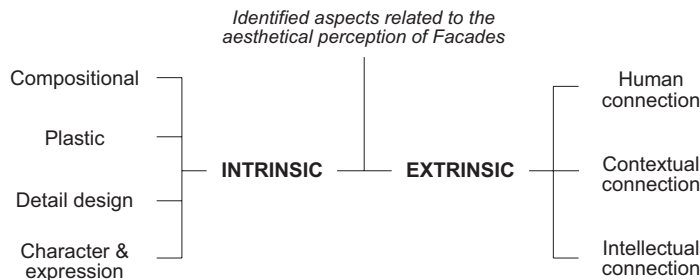 Identified aspects related to the
aesthetical perception of Facades
Compositional
Plastic
Detail design
Character &
expression
INTRINSIC
EXTRINSIC
Human
connection
Contextual
connection
Intellectual
connection